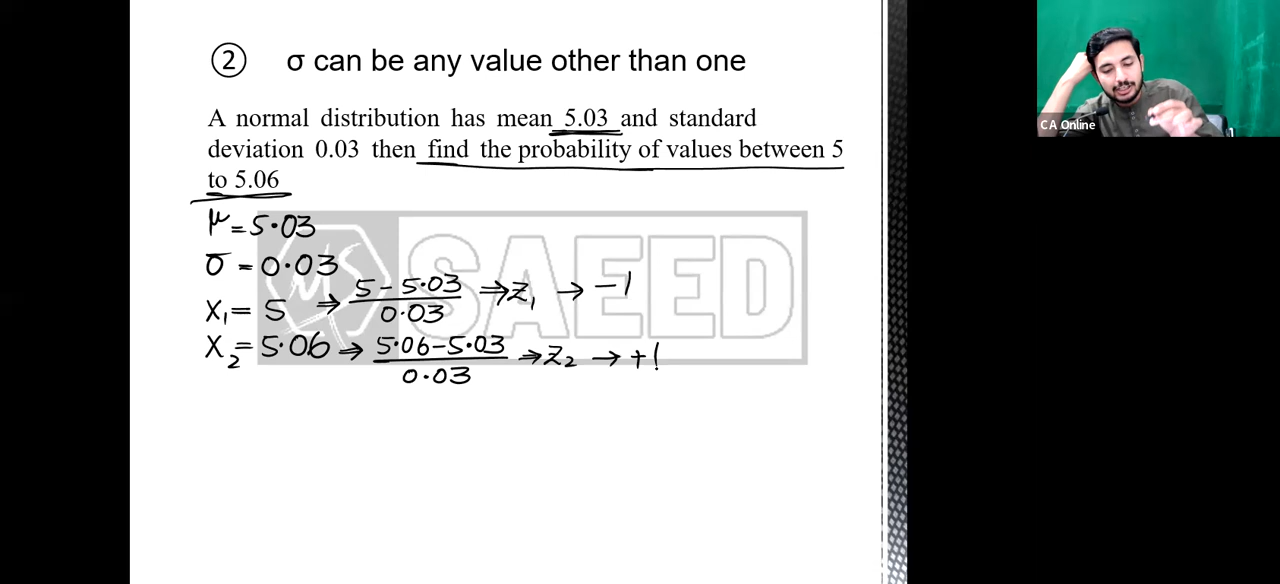 ② σ can be any value other than one
A normal distribution has mean 5.03 and standard
deviation 0.03 then find the probability of values between 5
to 5.06
μ = 5.03
σ = 0.03
X₁ = 5 ⇒ 5 - 5.03 / 0.03 ⇒ Z₁ → -1
X₂ = 5.06 ⇒ 5.06 - 5.03 / 0.03 ⇒ Z₂ → +1
MS SAEED
CA Online